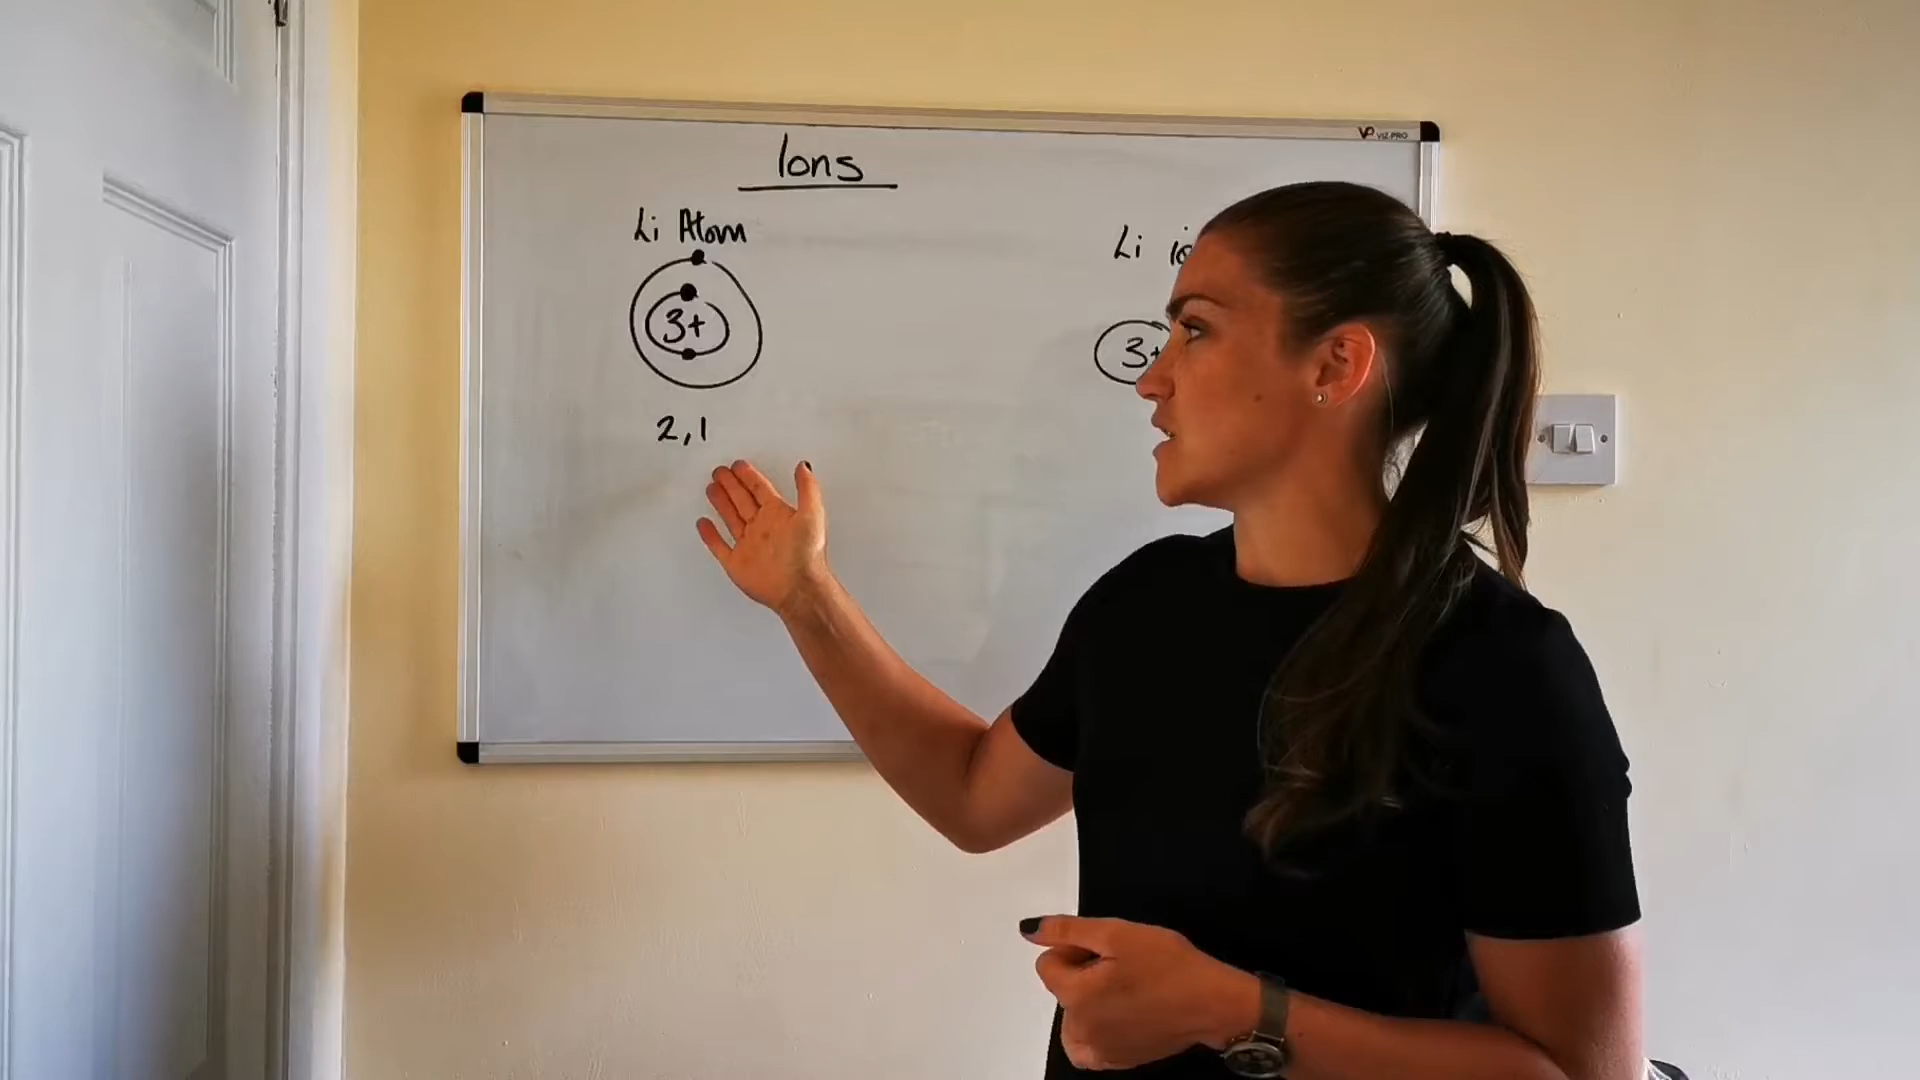 VIZ-PRO
Ions
Li Atom
3+
2,1
Li
3+